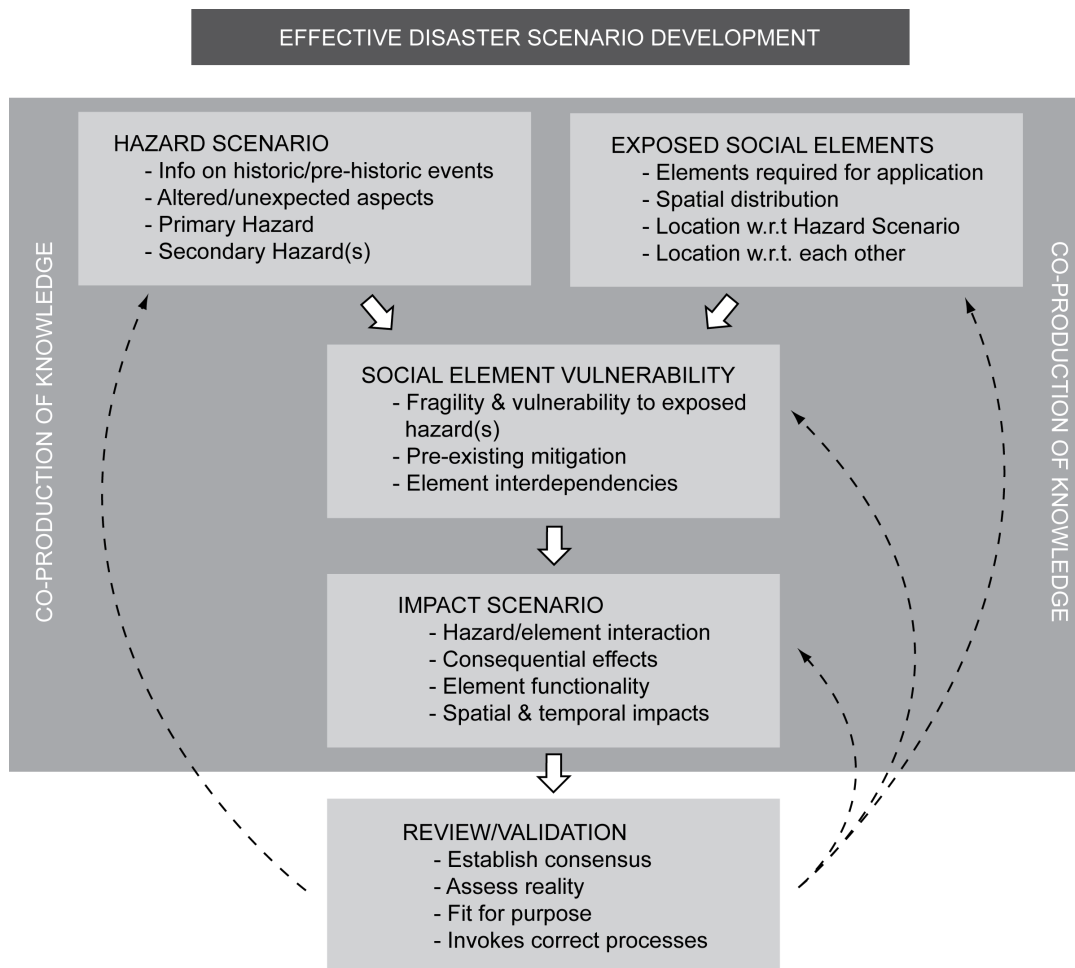 EFFECTIVE DISASTER SCENARIO DEVELOPMENT
HAZARD SCENARIO
- Info on historic/pre-historic events
- Altered/unexpected aspects
- Primary Hazard
- Secondary Hazard(s)
EXPOSED SOCIAL ELEMENTS
- Elements required for application
- Spatial distribution
- Location w.r.t Hazard Scenario
- Location w.r.t. each other
CO-PRODUCTION OF KNOWLEDGE
CO-PRODUCTION OF KNOWLEDGE
SOCIAL ELEMENT VULNERABILITY
- Fragility & vulnerability to exposed
hazard(s)
- Pre-existing mitigation
- Element interdependencies
IMPACT SCENARIO
- Hazard/element interaction
- Consequential effects
- Element functionality
- Spatial & temporal impacts
REVIEW/VALIDATION
- Establish consensus
- Assess reality
- Fit for purpose
- Invokes correct processes